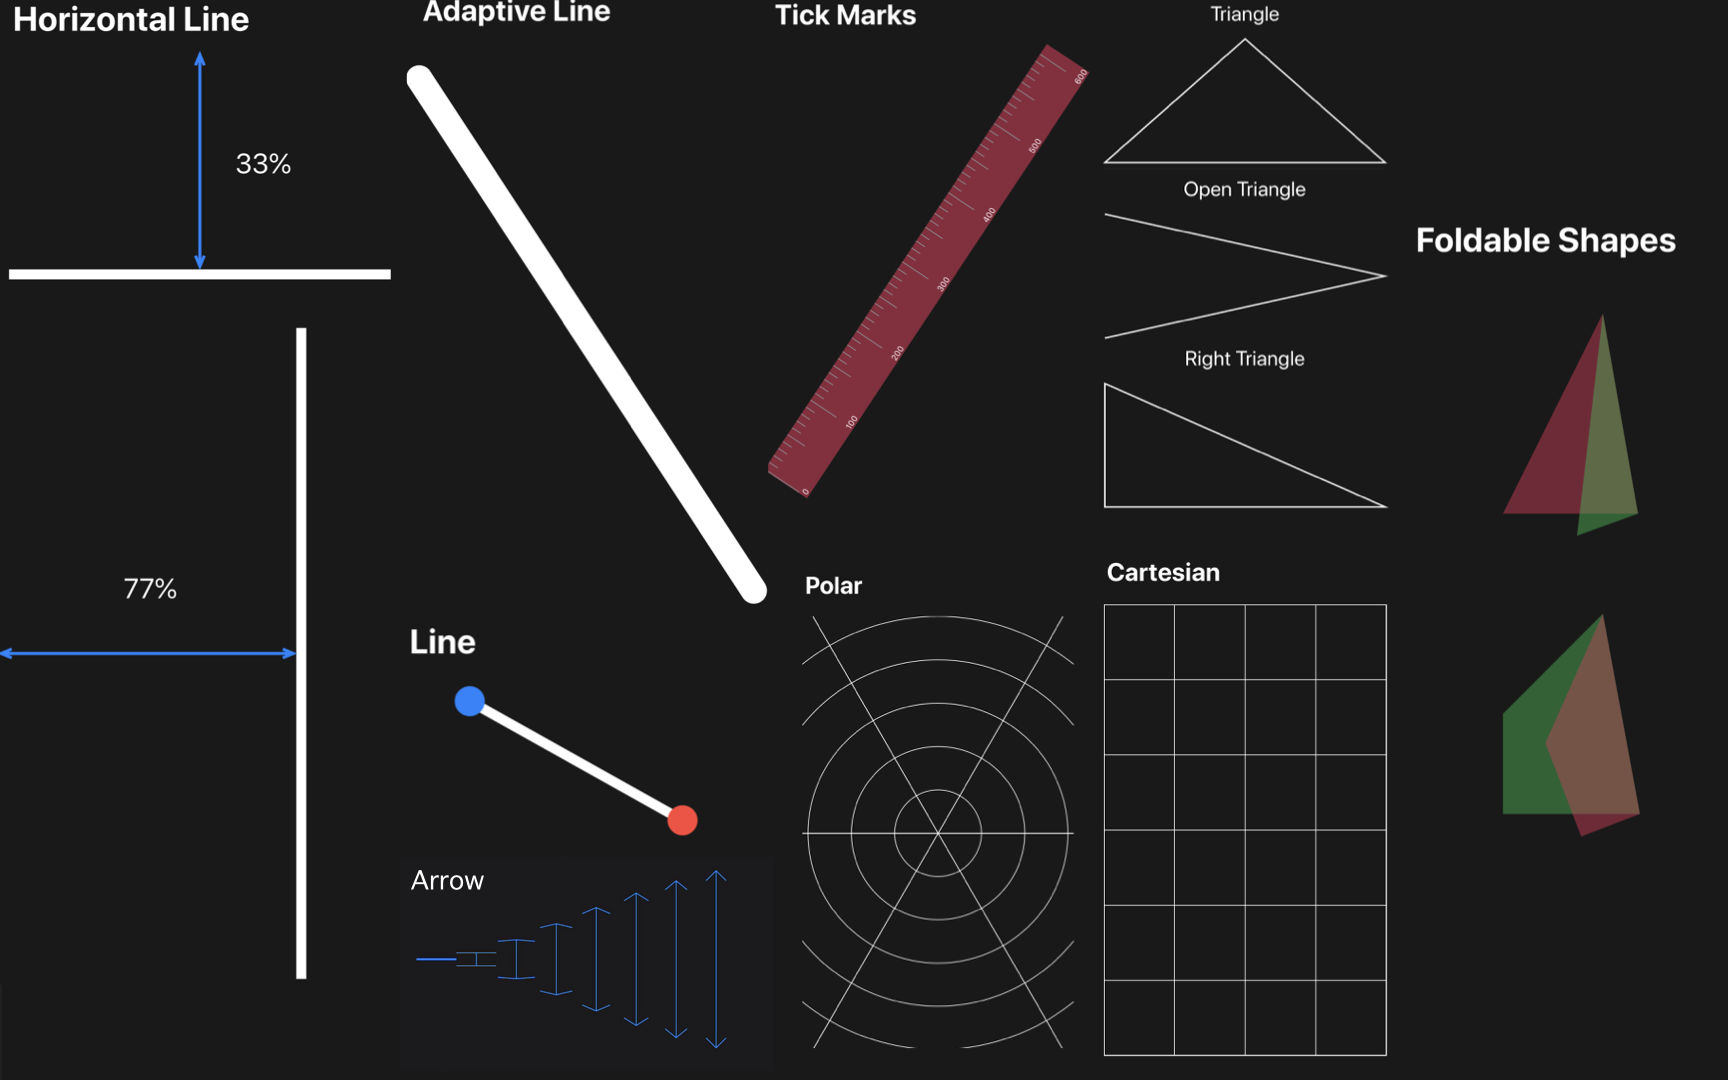 Horizontal Line
33%
77%
Adaptive Line
Line
Arrow
Tick Marks
600
500
400
300
200
100
0
Triangle
Open Triangle
Right Triangle
Polar
Cartesian
Foldable Shapes